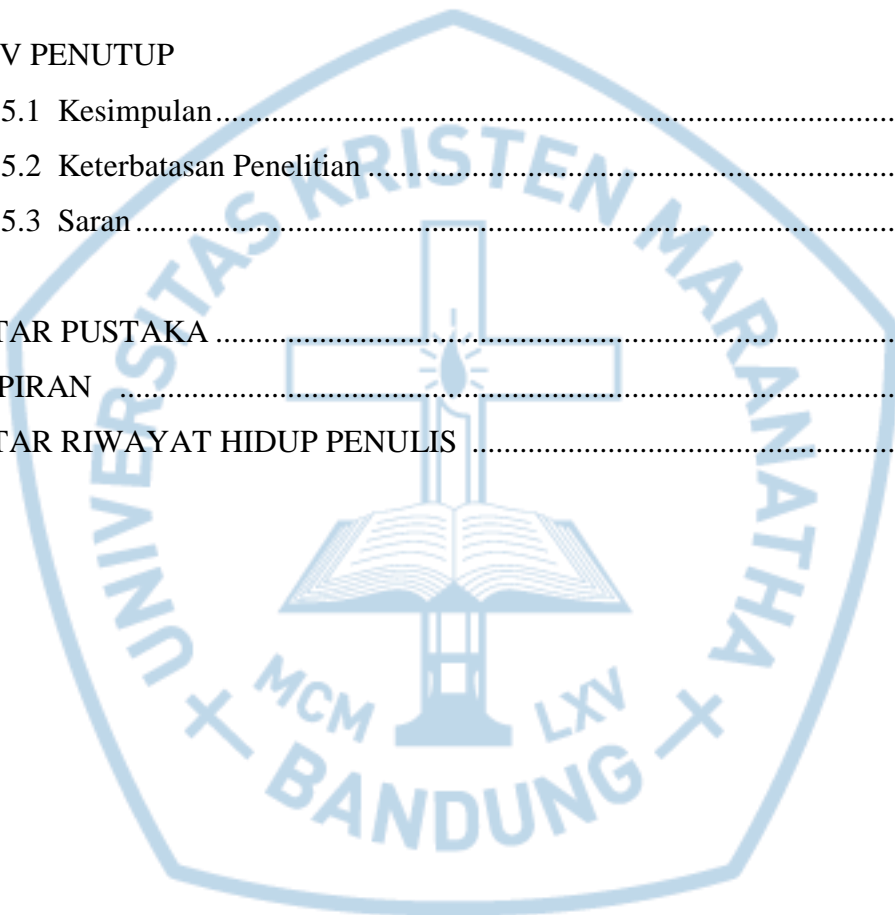 V PENUTUP
5.1 Kesimpulan................................................................................
5.2 Keterbatasan Penelitian ................................................................
5.3 Saran................................................................................
TAR PUSTAKA ................................................................................
PIRAN ................................................................................
TAR RIWAYAT HIDUP PENULIS ................................................................
UNIVERSITAS KRISTEN MARANATHA
MCM LXV
BANDUNG